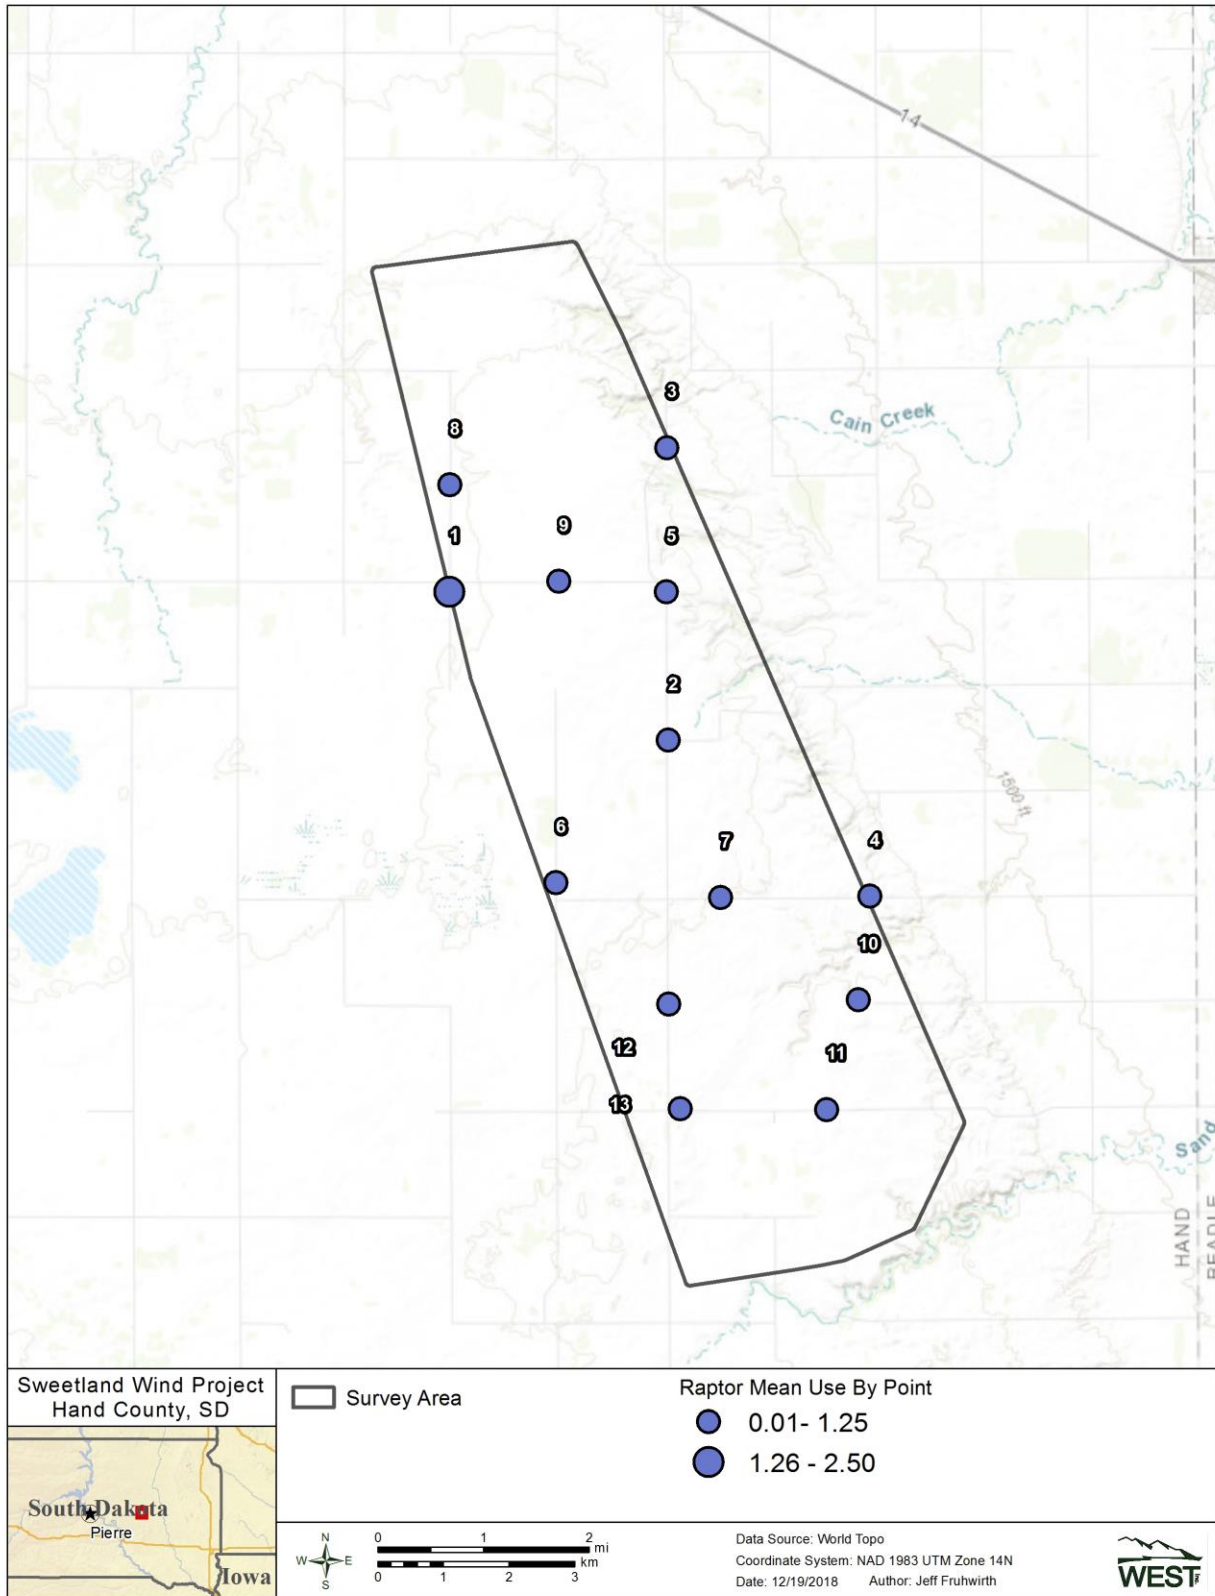 14
3
Cain Creek
8
9
1
5
2
1500 ft
6
7
4
10
12
11
13
Sand
HAND
BEADLE
Sweetland Wind Project
Hand County, SD
South Dakota
Pierre
Iowa
Survey Area
Raptor Mean Use By Point
0.01- 1.25
1.26 - 2.50
N
W E
S
0 1 2
mi
km
0 1 2 3
Data Source: World Topo
Coordinate System: NAD 1983 UTM Zone 14N
Date: 12/19/2018 Author: Jeff Fruhwirth
WEST